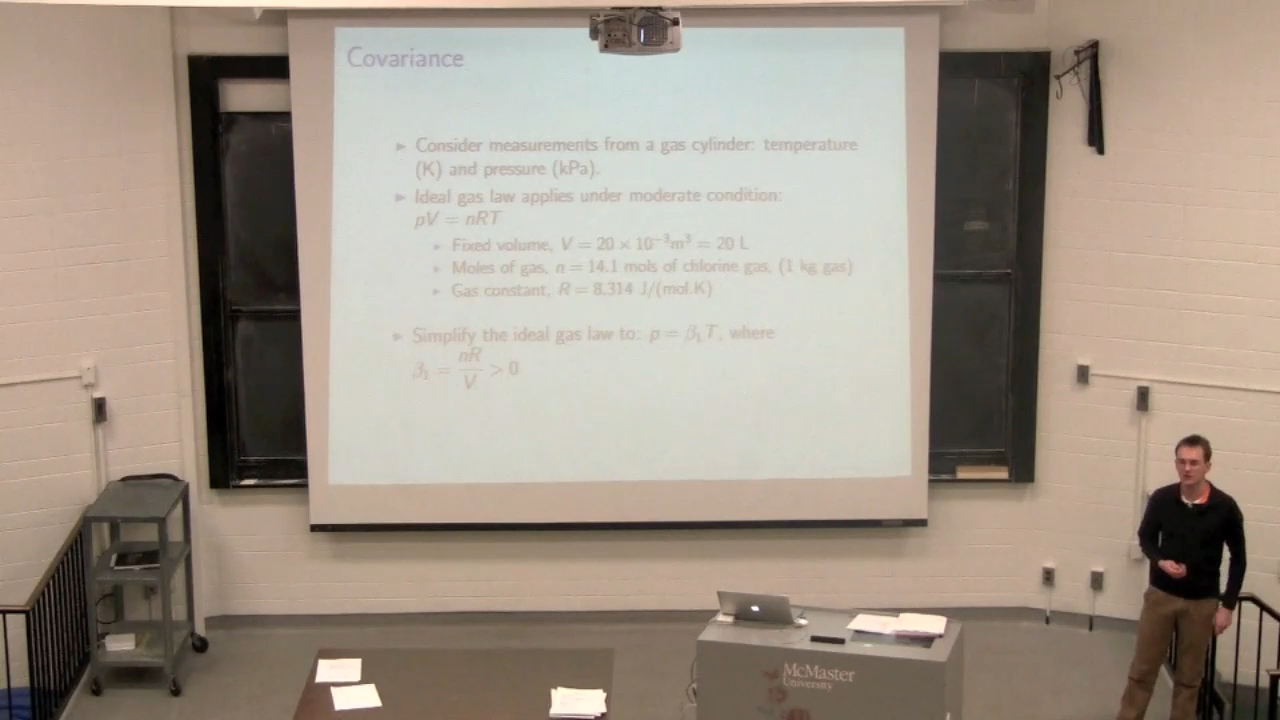 Covariance
► Consider measurements from a gas cylinder: temperature
(K) and pressure (kPa).
► Ideal gas law applies under moderate condition:
pV = nRT
► Fixed volume, V = 20 × 10⁻³m³ = 20 L
► Moles of gas, n = 14.1 mols of chlorine gas, (1 kg gas)
► Gas constant, R = 8.314 J/(mol.K)
► Simplify the ideal gas law to: p = β₁T, where
β₁ = nR/V > 0
McMaster
University